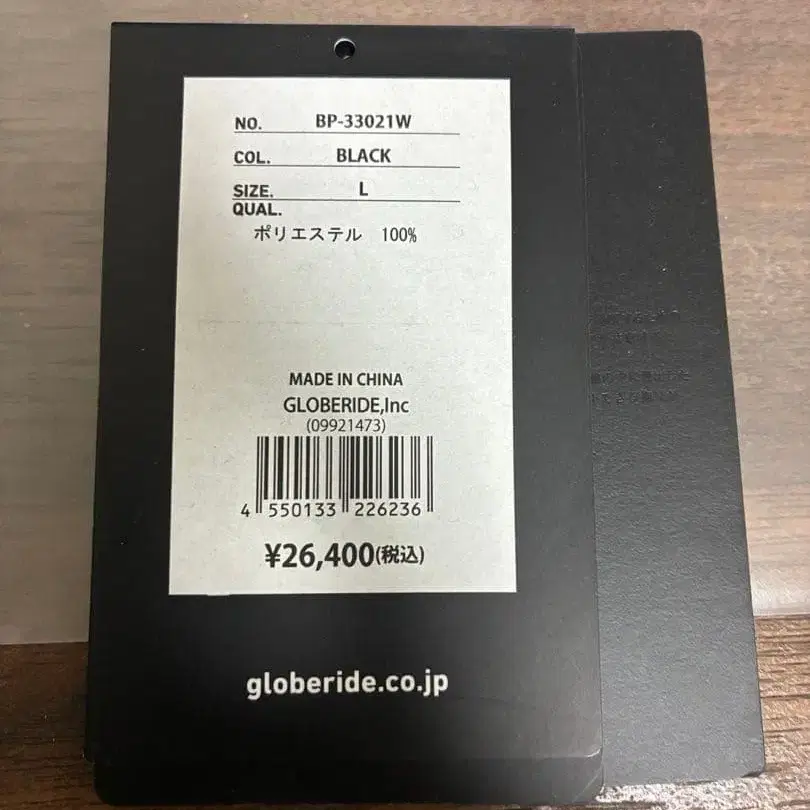 NO. BP-33021W
COL. BLACK
SIZE. L
QUAL.
ポリエステル 100%
MADE IN CHINA
GLOBERIDE,Inc
(09921473)
4 550133 226236
¥26,400(税込)
globeride.co.jp